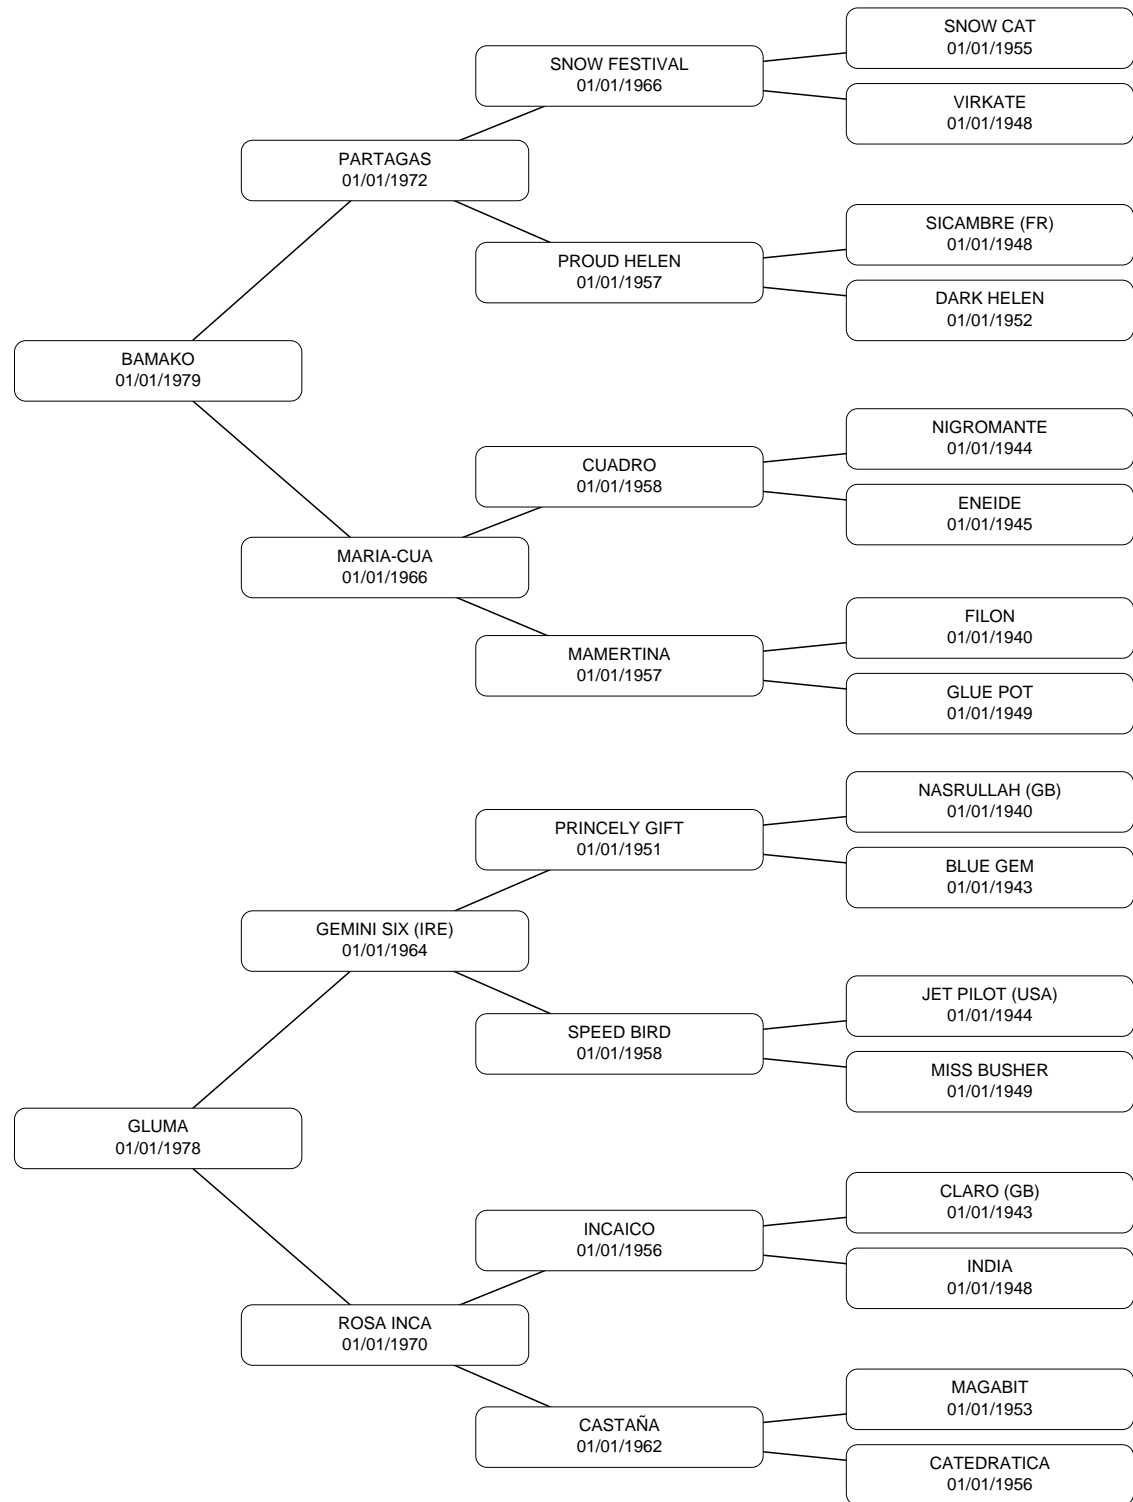 SNOW CAT
01/01/1955
SNOW FESTIVAL
01/01/1966
VIRKATE
01/01/1948
PARTAGAS
01/01/1972
SICAMBRE (FR)
01/01/1948
PROUD HELEN
01/01/1957
DARK HELEN
01/01/1952
BAMAKO
01/01/1979
NIGROMANTE
01/01/1944
CUADRO
01/01/1958
ENEIDE
01/01/1945
MARIA-CUA
01/01/1966
FILON
01/01/1940
MAMERTINA
01/01/1957
GLUE POT
01/01/1949
NASRULLAH (GB)
01/01/1940
PRINCELY GIFT
01/01/1951
BLUE GEM
01/01/1943
GEMINI SIX (IRE)
01/01/1964
JET PILOT (USA)
01/01/1944
SPEED BIRD
01/01/1958
MISS BUSHER
01/01/1949
GLUMA
01/01/1978
CLARO (GB)
01/01/1943
INCAICO
01/01/1956
INDIA
01/01/1948
ROSA INCA
01/01/1970
MAGABIT
01/01/1953
CASTAÑA
01/01/1962
CATEDRATICA
01/01/1956